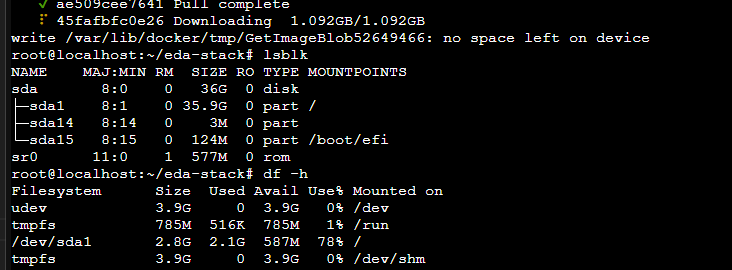 ✓ ae509cee7641 Pull complete
⠏ 45fafbfc0e26 Downloading  1.092GB/1.092GB
write /var/lib/docker/tmp/GetImageBlob52649466: no space left on device
root@localhost:~/eda-stack# lsblk
NAME    MAJ:MIN RM  SIZE RO TYPE MOUNTPOINTS
sda       8:0    0   36G  0 disk
├─sda1    8:1    0 35.9G  0 part /
├─sda14   8:14   0    3M  0 part
└─sda15   8:15   0  124M  0 part /boot/efi
sr0      11:0    1  577M  0 rom
root@localhost:~/eda-stack# df -h
Filesystem      Size  Used Avail Use% Mounted on
udev            3.9G     0  3.9G   0% /dev
tmpfs           785M  516K  785M   1% /run
/dev/sda1       2.8G  2.1G  587M  78% /
tmpfs           3.9G     0  3.9G   0% /dev/shm